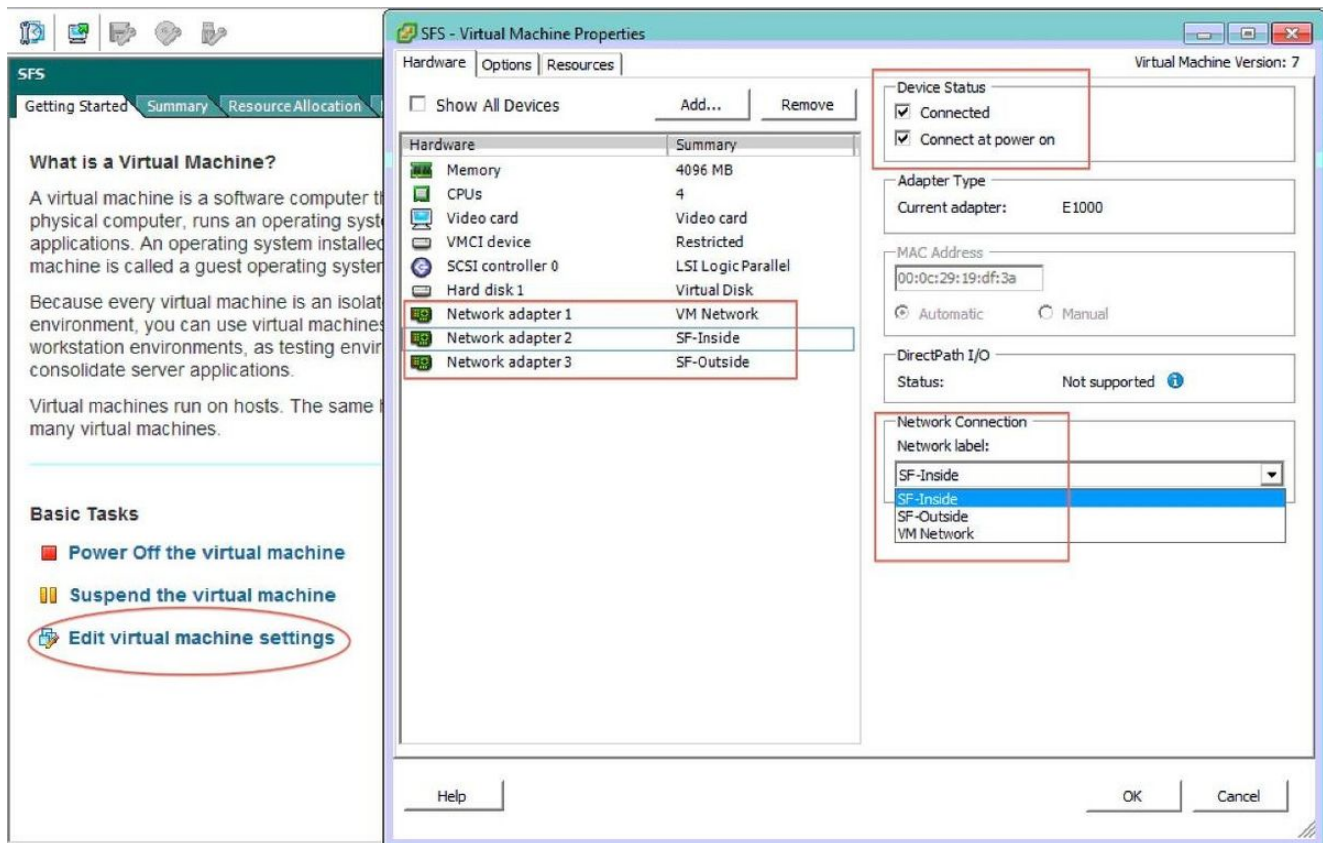 SFS
Getting Started Summary Resource Allocation
What is a Virtual Machine?
A virtual machine is a software computer
physical computer, runs an operating
applications. An operating system installed
machine is called a guest operating
Because every virtual machine is an
environment, you can use virtual machines
workstation environments, as testing
consolidate server applications.
Virtual machines run on hosts. The same
many virtual machines.
Basic Tasks
Power Off the virtual machine
Suspend the virtual machine
Edit virtual machine settings
SFS - Virtual Machine Properties
Hardware Options Resources
Virtual Machine Version: 7
Show All Devices Add... Remove
Hardware Summary
Memory 4096 MB
CPUs 4
Video card Video card
VMCI device Restricted
SCSI controller 0 LSI Logic Parallel
Hard disk 1 Virtual Disk
Network adapter 1 VM Network
Network adapter 2 SF-Inside
Network adapter 3 SF-Outside
Device Status
Connected
Connect at power on
Adapter Type
Current adapter: E1000
MAC Address
00:0c:29:19:df:3a
Automatic Manual
DirectPath I/O
Status: Not supported
Network Connection
Network label:
SF-Inside
SF-Inside
SF-Outside
VM Network
Help OK Cancel